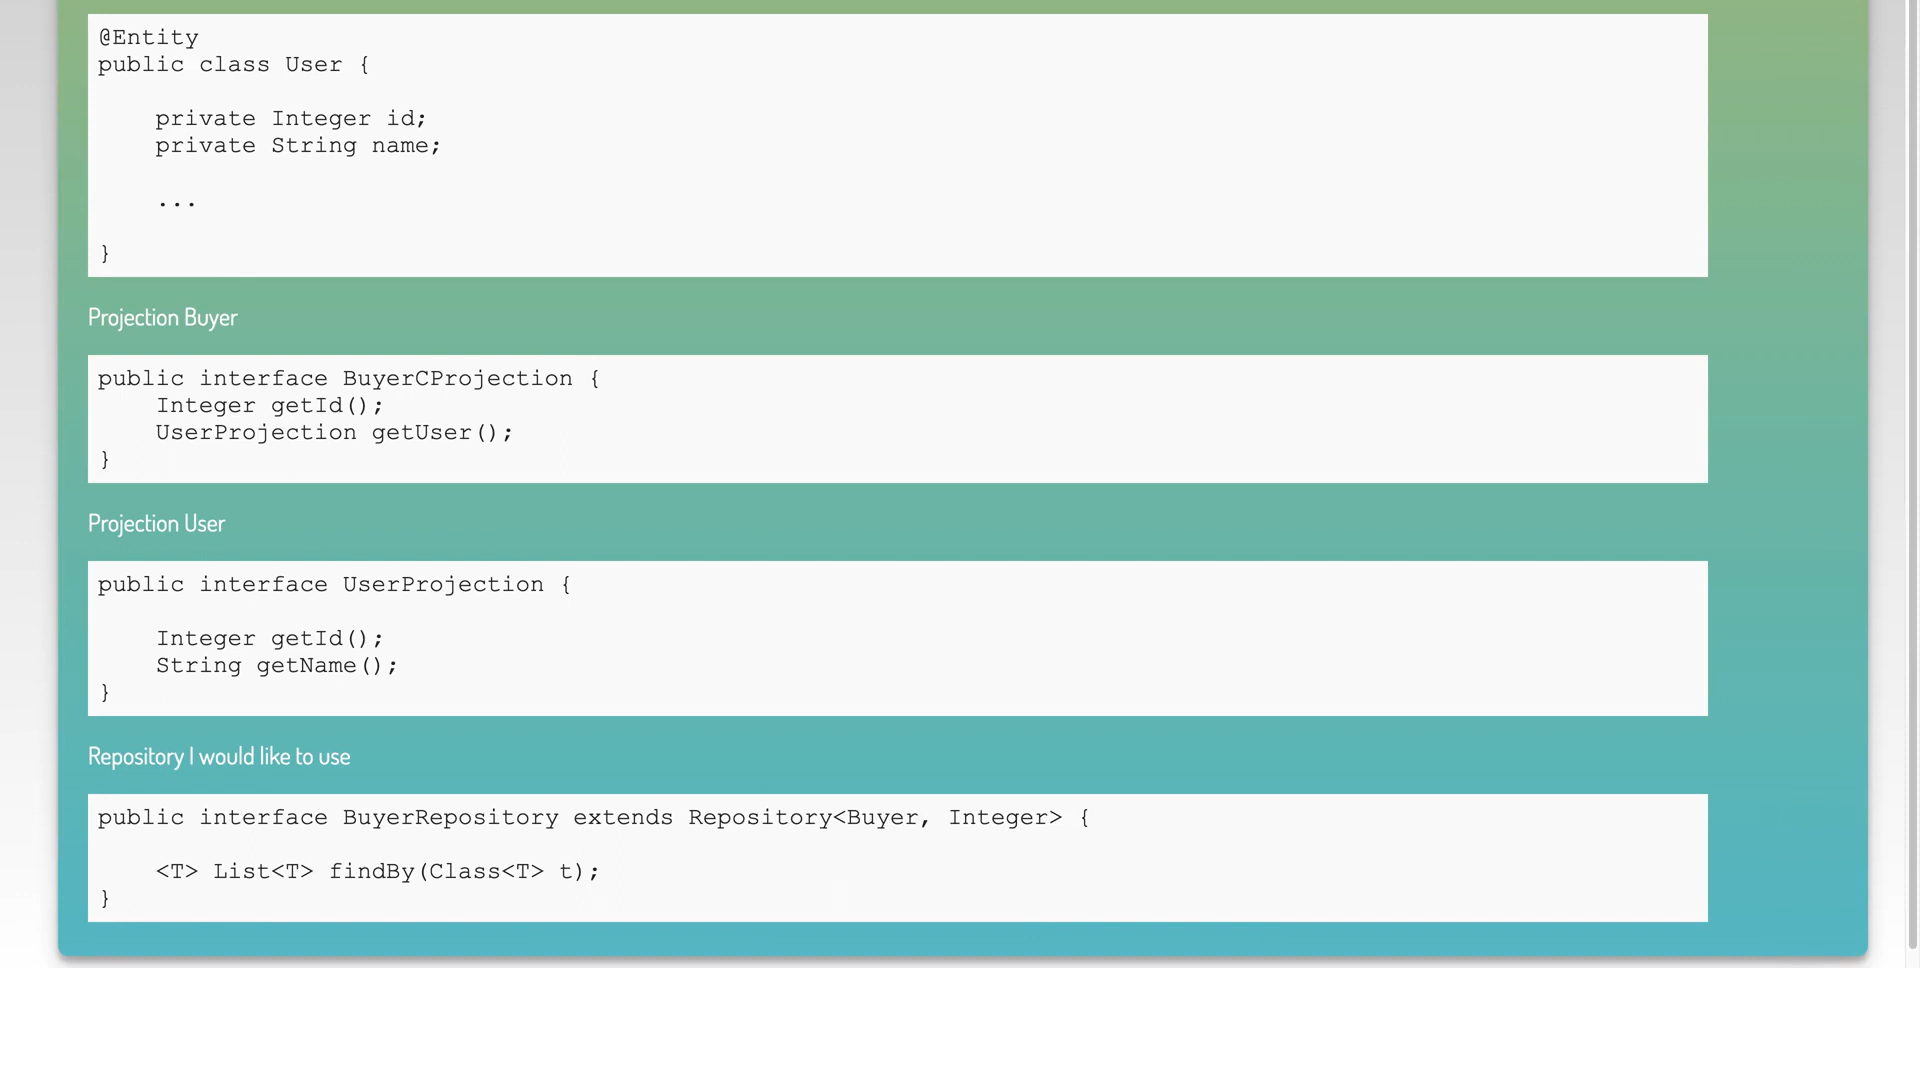 @Entity
public class User {
    private Integer id;
    private String name;
    ...
}
Projection Buyer
public interface BuyerCProjection {
    Integer getId();
    UserProjection getUser();
}
Projection User
public interface UserProjection {
    Integer getId();
    String getName();
}
Repository I would like to use
public interface BuyerRepository extends Repository<Buyer, Integer> {
    <T> List<T> findBy(Class<T> t);
}